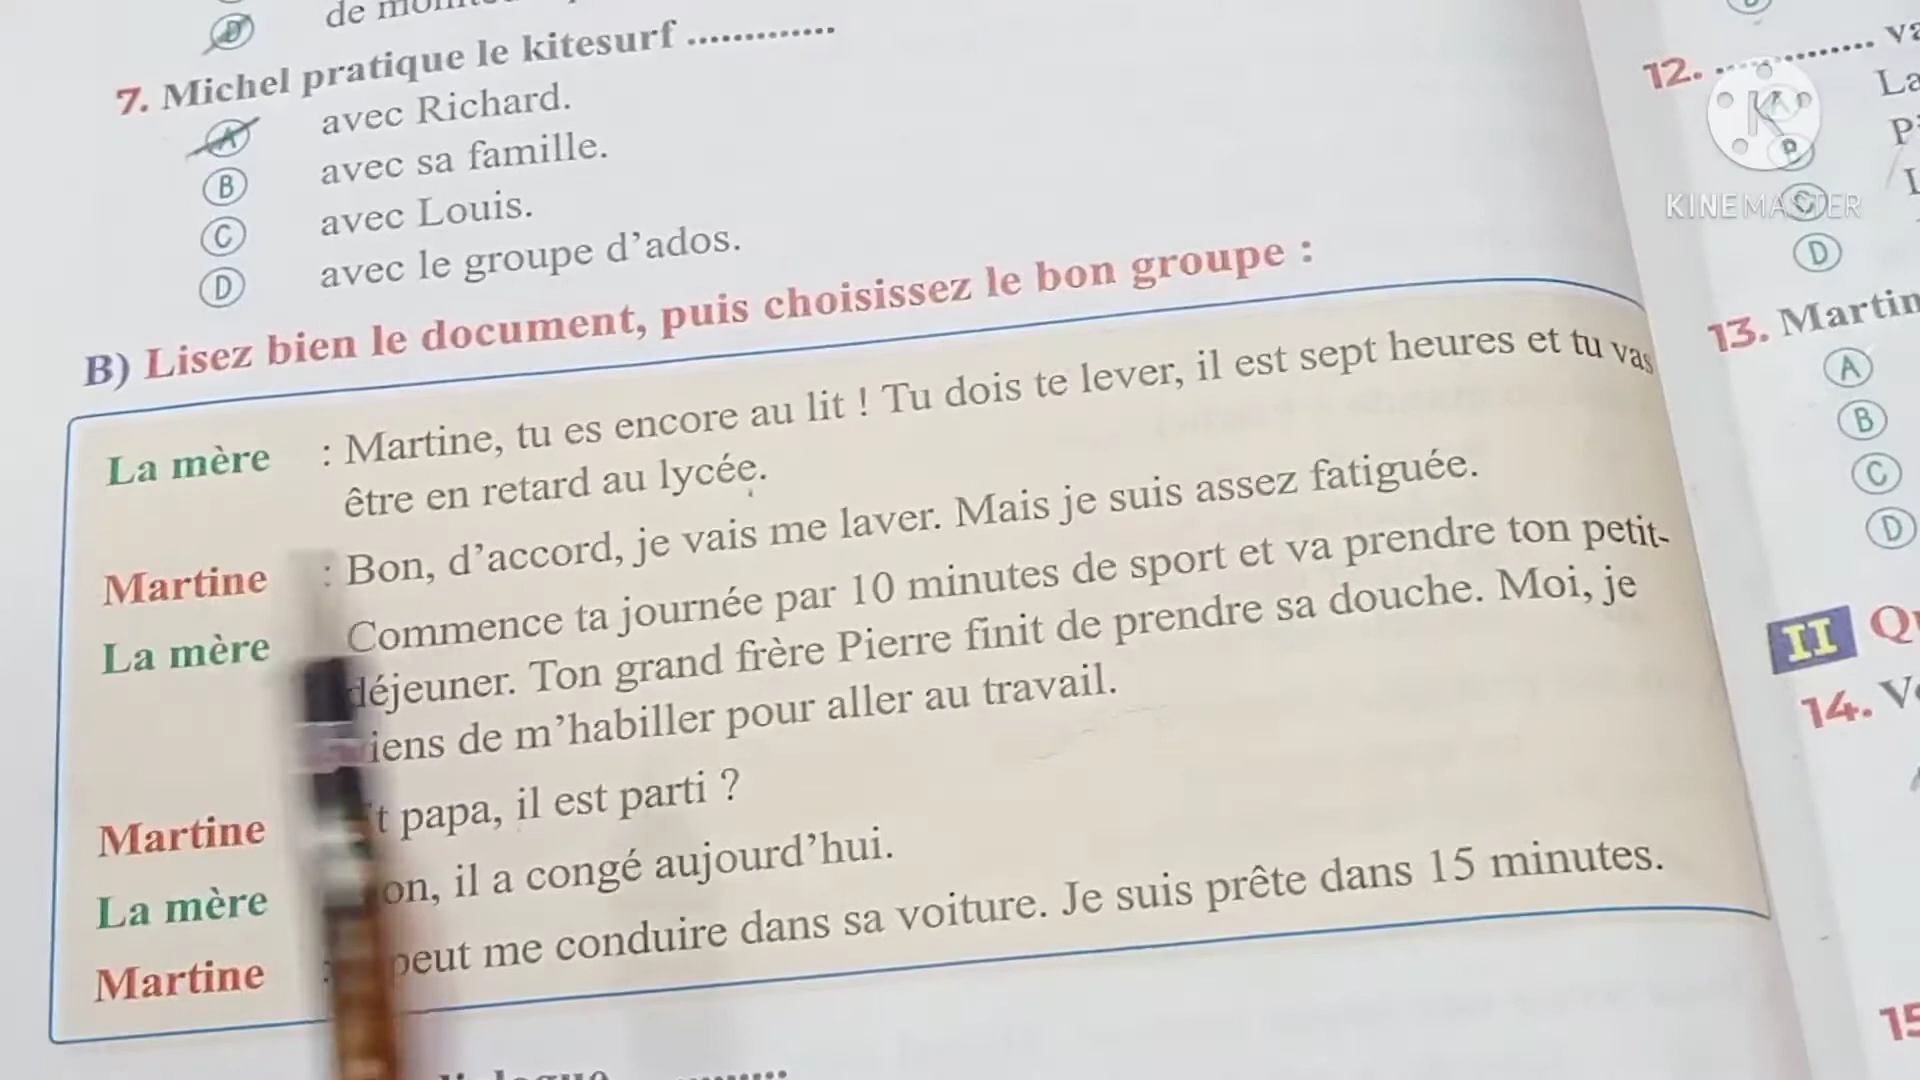 de
D
7. Michel pratique le kitesurf .............
A avec Richard.
B avec sa famille.
C avec Louis.
D avec le groupe d'ados.
B) Lisez bien le document, puis choisissez le bon groupe :
La mère : Martine, tu es encore au lit ! Tu dois te lever, il est sept heures et tu vas
être en retard au lycée.
Martine : Bon, d'accord, je vais me laver. Mais je suis assez fatiguée.
La mère Commence ta journée par 10 minutes de sport et va prendre ton petit-
déjeuner. Ton grand frère Pierre finit de prendre sa douche. Moi, je
iens de m'habiller pour aller au travail.
Martine t papa, il est parti ?
La mère on, il a congé aujourd'hui.
Martine : peut me conduire dans sa voiture. Je suis prête dans 15 minutes.
12. ............
A La
B
C
D
13. Martin
A
B
C
D
II
14.
15
KINEMASTER